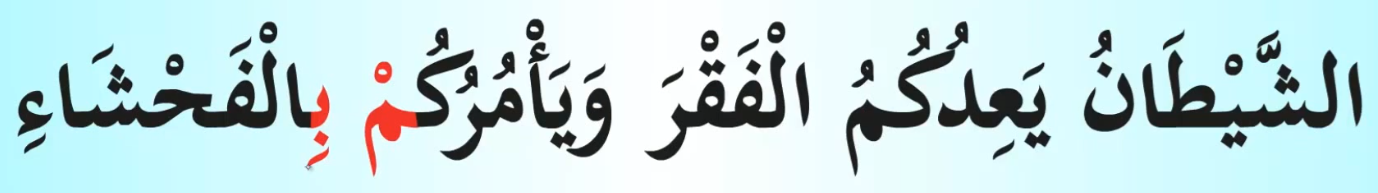 الشَّيْطَانُ يَعِدُكُمُ الْفَقْرَ وَيَأْمُرُكُمْ بِالْفَحْشَاءِ